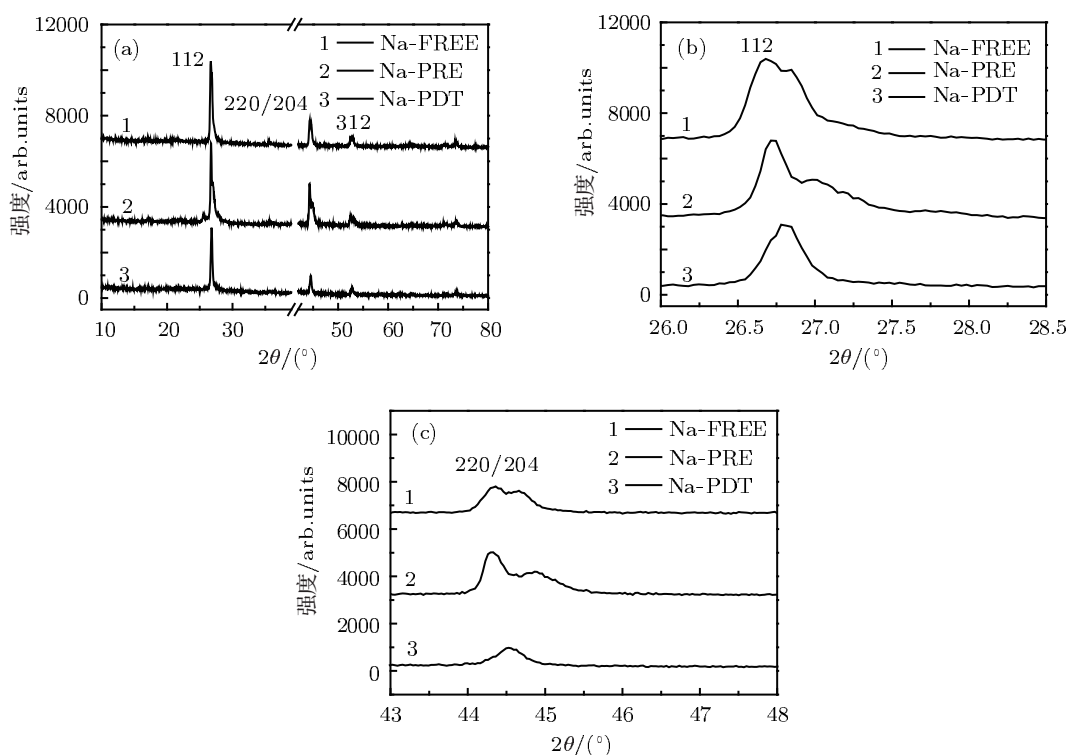 (a)
1 Na-FREE
2 Na-PRE
3 Na-PDT
112
220/204
312
1
2
3
12000
8000
4000
0
强度/arb.units
10 30 50 60 70 80
2θ/(°)
(b)
112
1 Na-FREE
2 Na-PRE
3 Na-PDT
1
2
3
12000
8000
4000
0
强度/arb.units
26.0 26.5 27.0 27.5 28.0 28.5
2θ/(°)
(c)
220/204
1 Na-FREE
2 Na-PRE
3 Na-PDT
1
2
3
10000
8000
6000
4000
2000
0
强度/arb.units
43 44 45 46 47 48
2θ/(°)